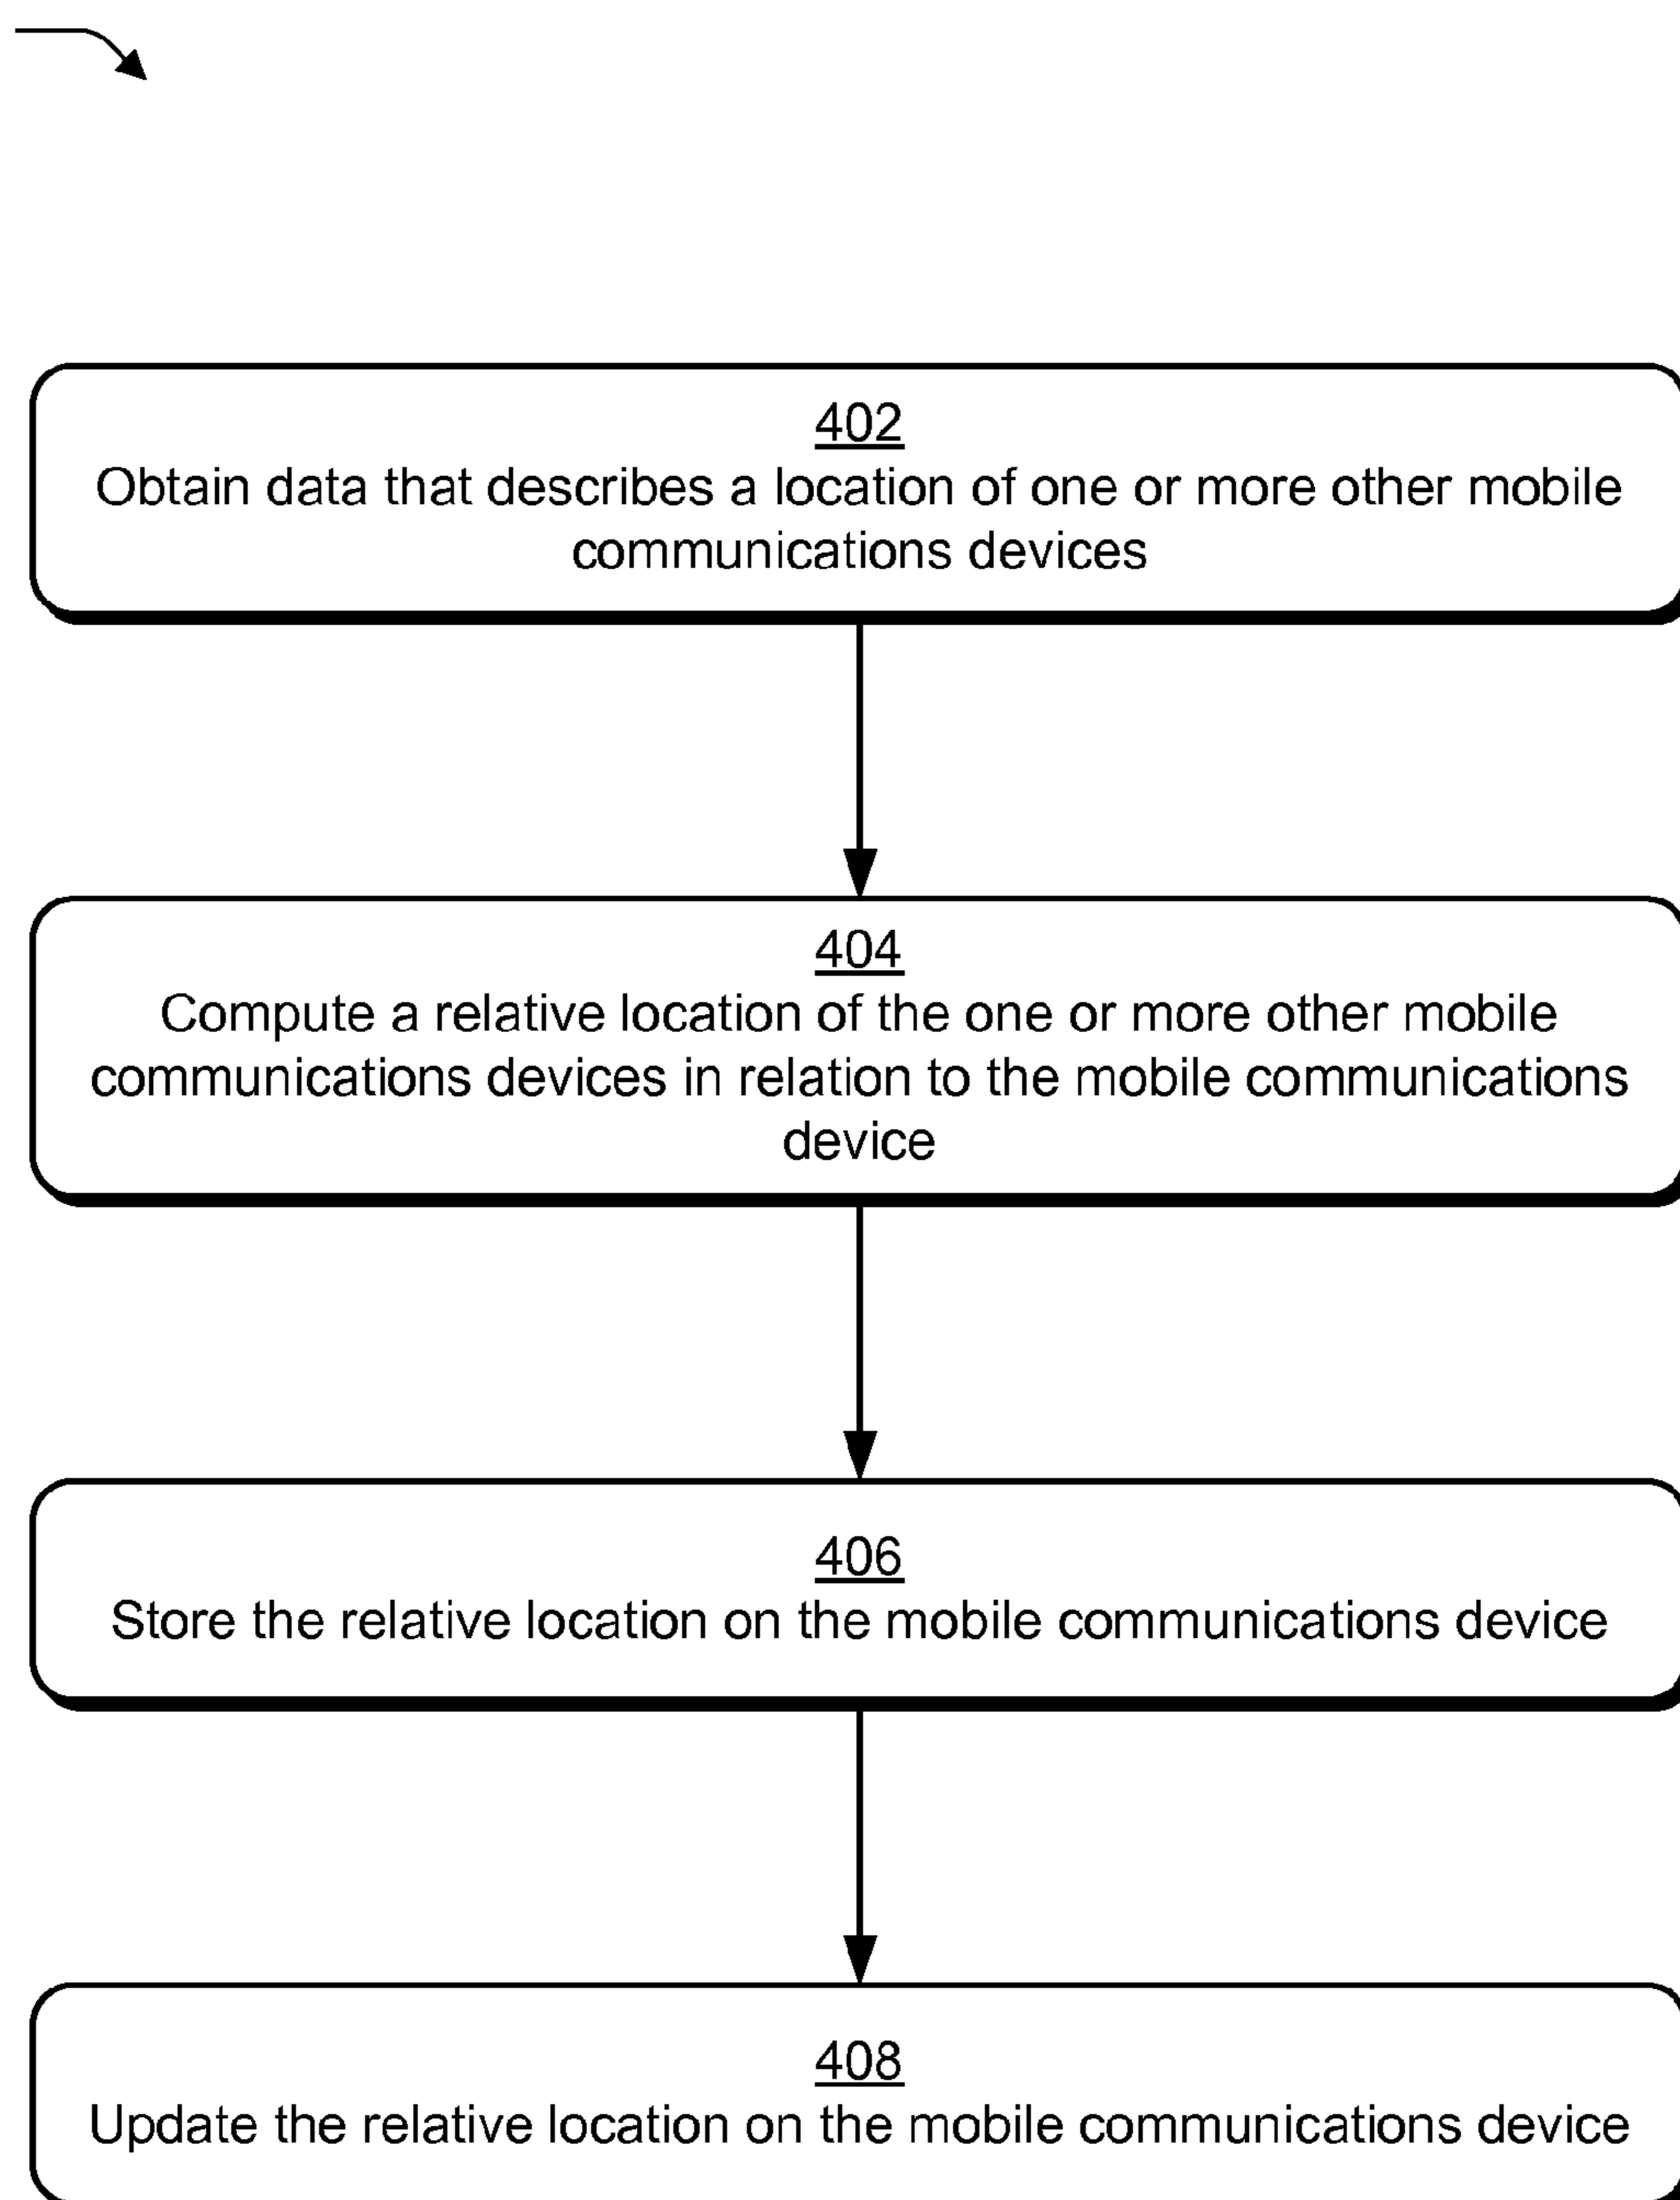 402
Obtain data that describes a location of one or more other mobile
communications devices
404
Compute a relative location of the one or more other mobile
communications devices in relation to the mobile communications
device
406
Store the relative location on the mobile communications device
408
Update the relative location on the mobile communications device